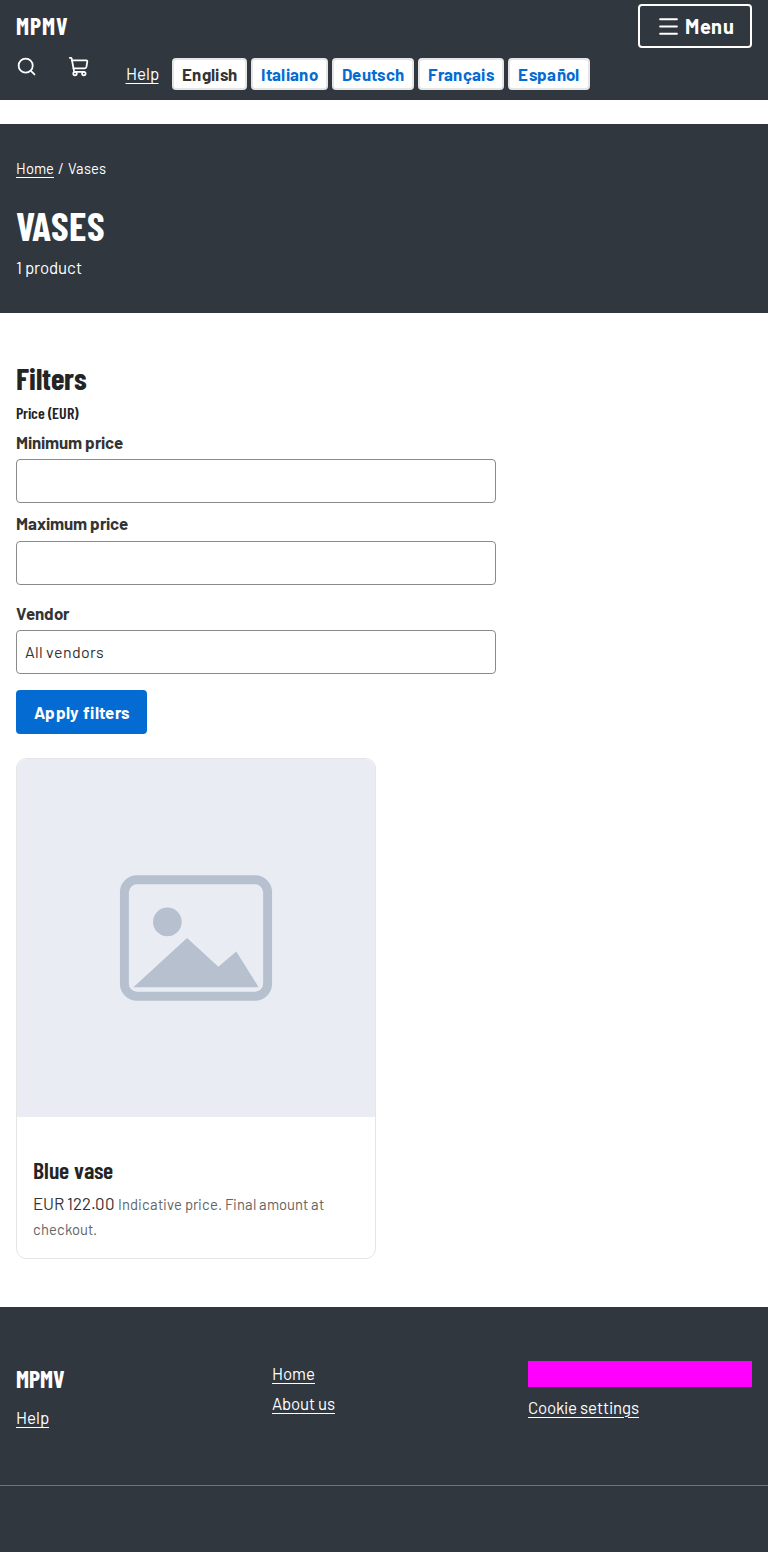 MPMV
Menu
Help English Italiano Deutsch Français Español
Home / Vases
VASES
1 product
Filters
Price (EUR)
Minimum price
Maximum price
Vendor
All vendors
Apply filters
Blue vase
EUR 122.00 Indicative price. Final amount at
checkout.
MPMV
Help
Home
About us
Cookie settings